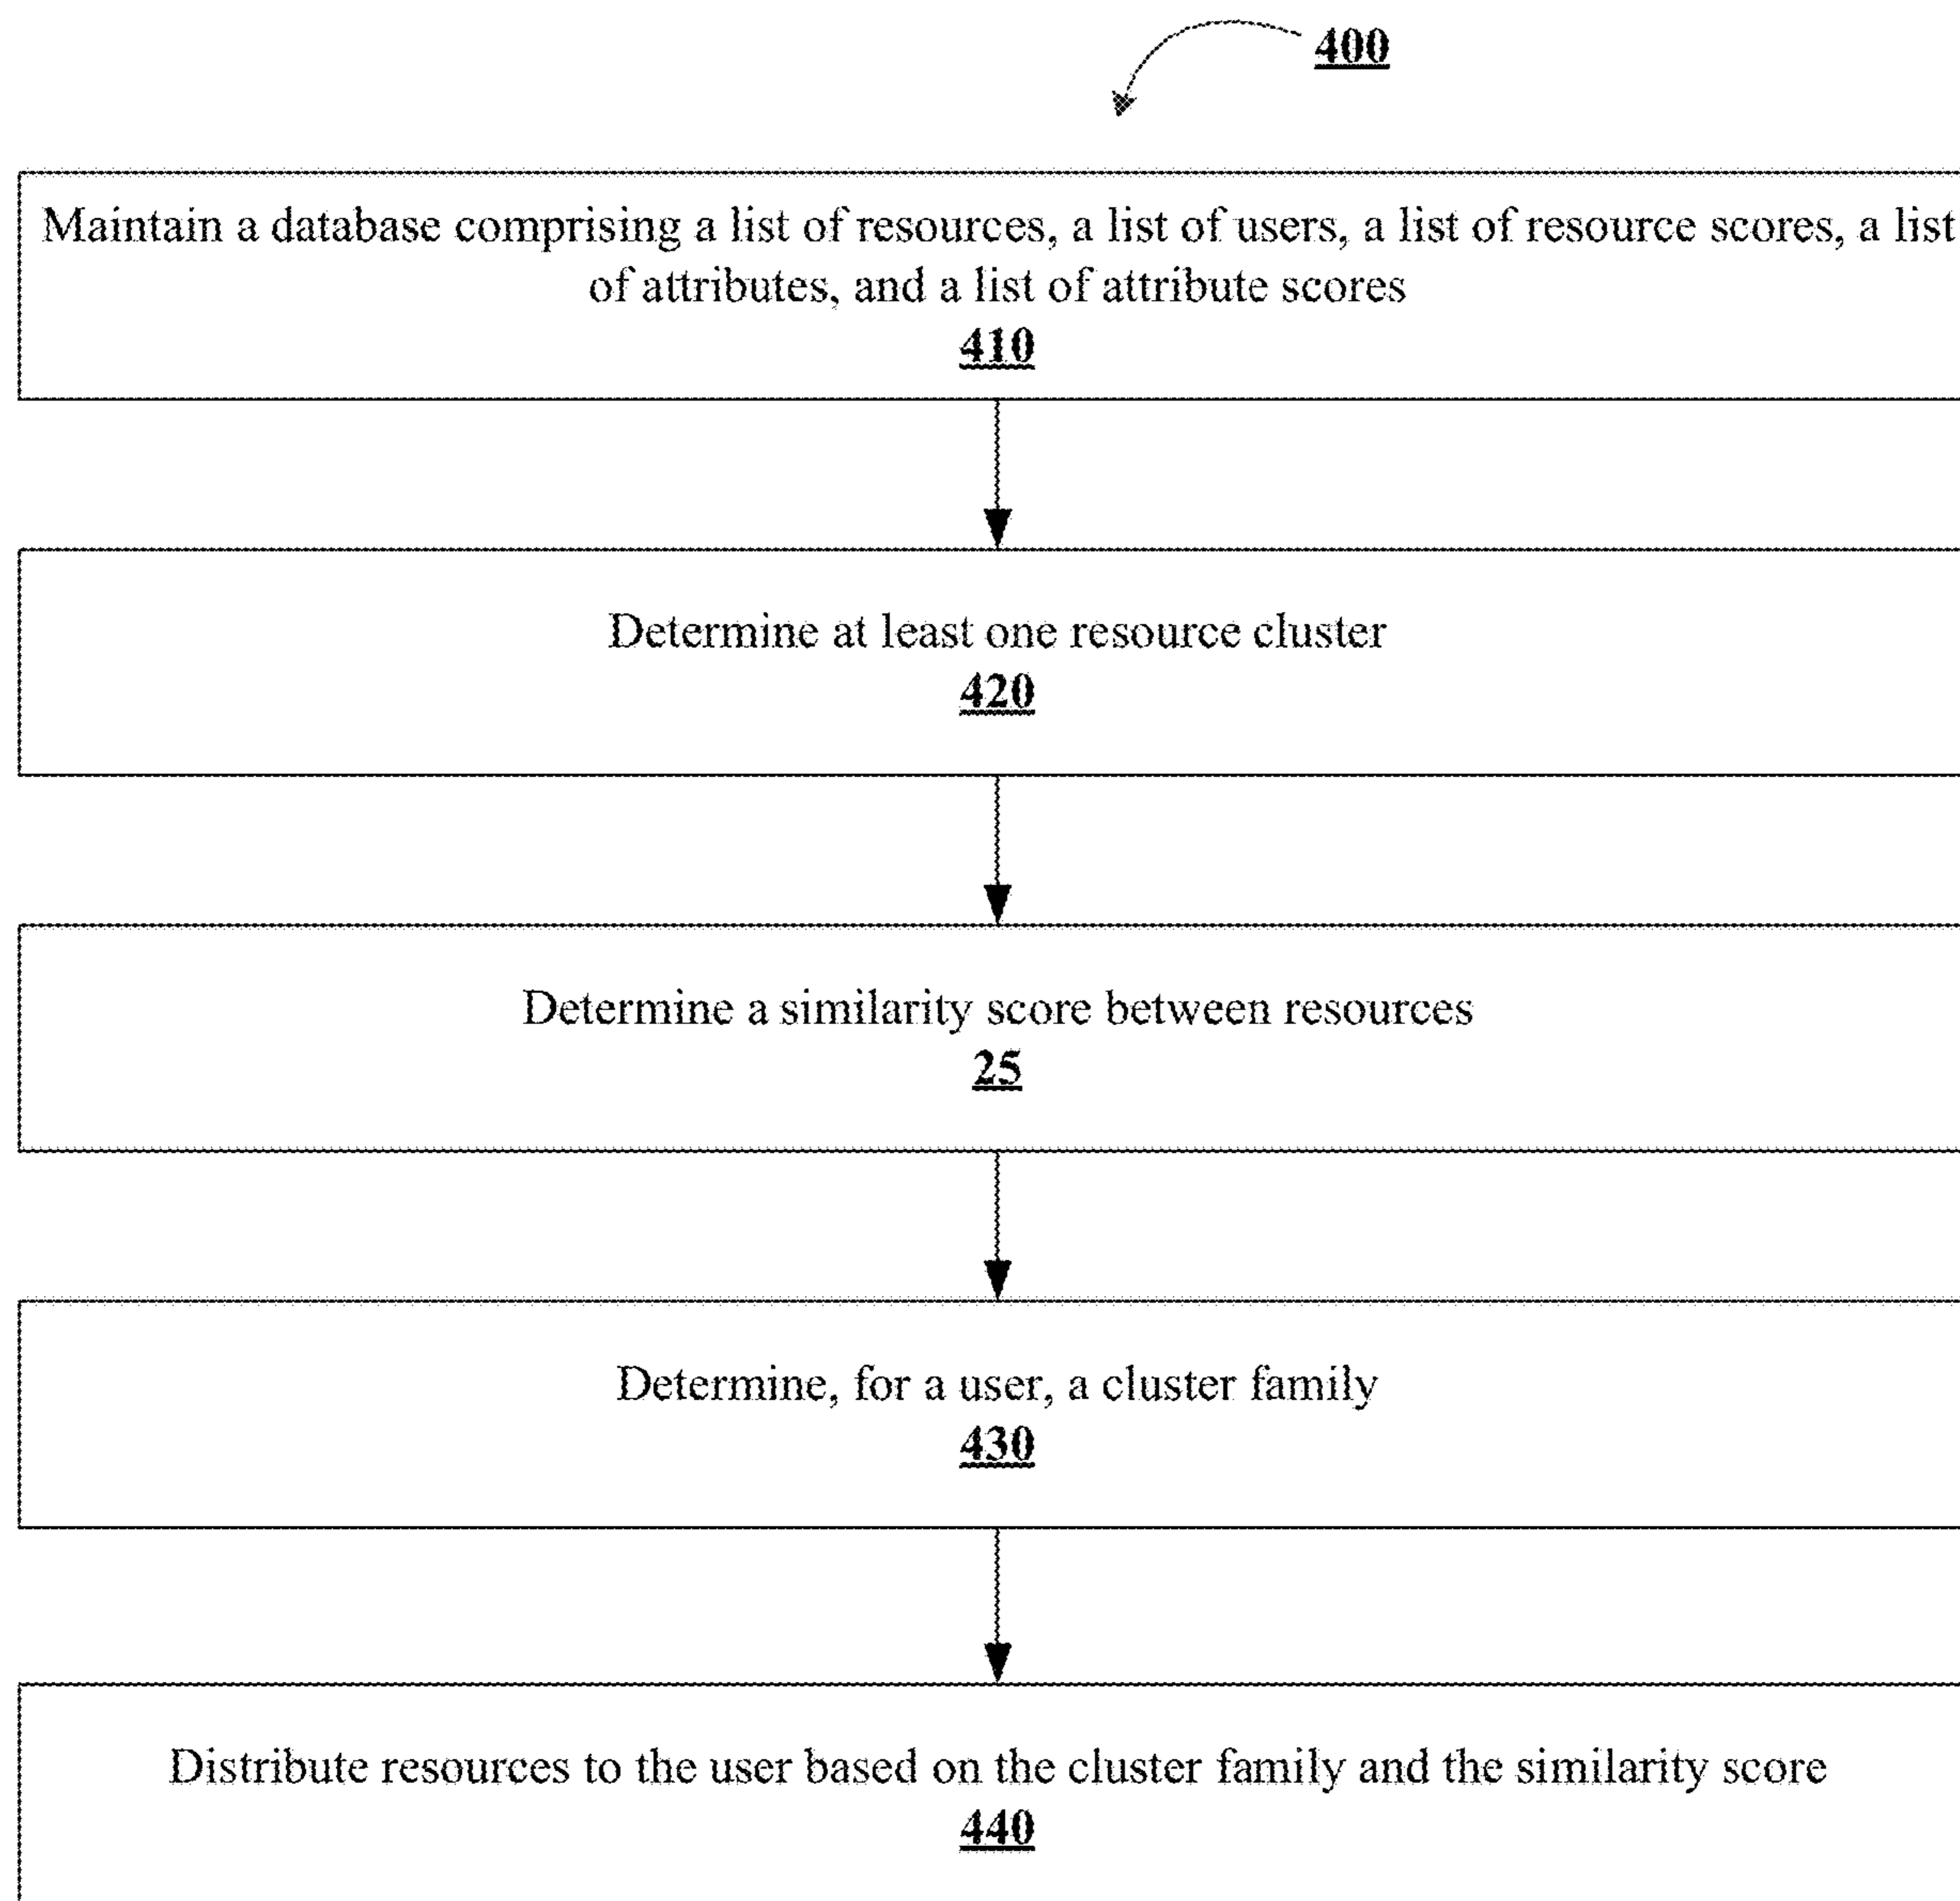 400
Maintain a database comprising a list of resources, a list of users, a list of resource scores, a list
of attributes, and a list of attribute scores
410
Determine at least one resource cluster
420
Determine a similarity score between resources
25
Determine, for a user, a cluster family
430
Distribute resources to the user based on the cluster family and the similarity score
440